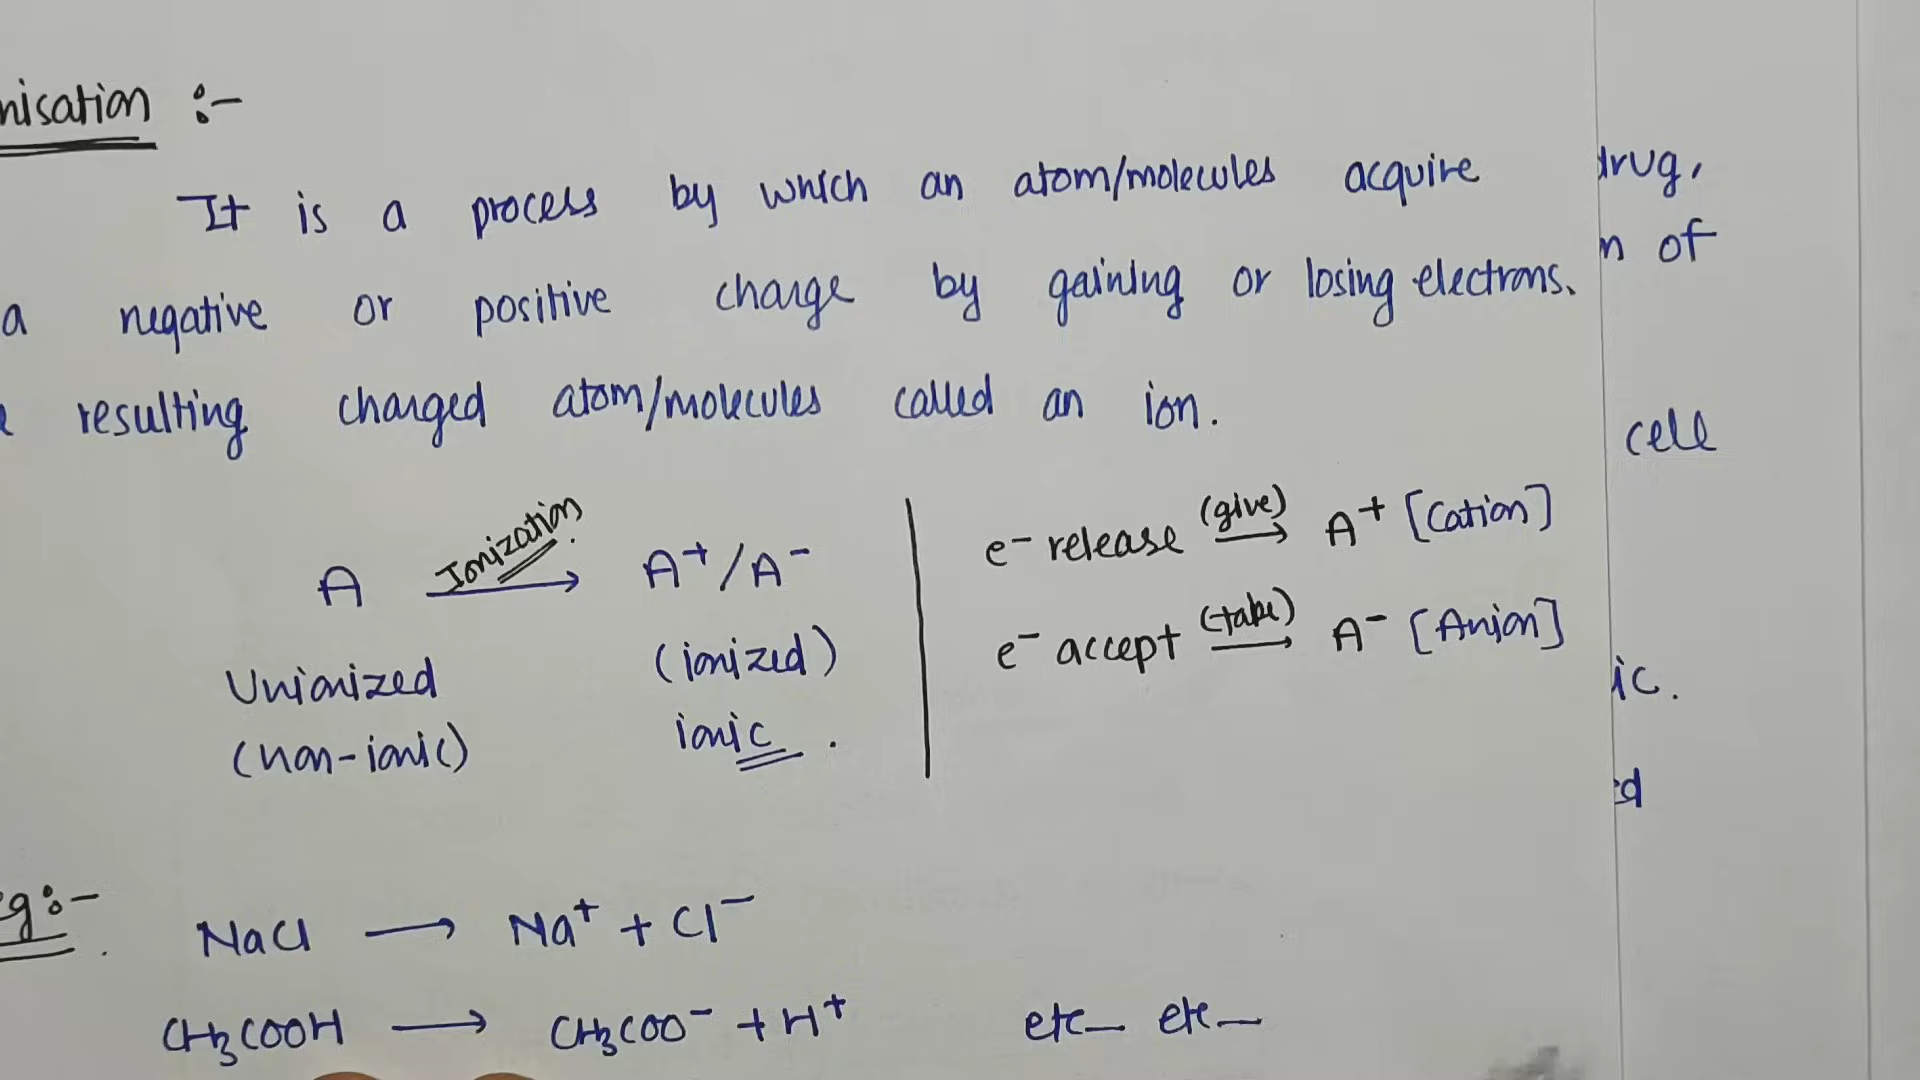 nisation :-
It is a process by which an atom/molecules acquire
a negative or positive charge by gaining or losing electrons.
resulting charged atom/molecules called an ion.
A Ionization. → A+/A-
Unionized (ionized)
(non-ionic) ionic.
e- release (give) → A+ [Cation]
e- accept (take) → A- [Anion]
eg:-
NaCl → Na+ + Cl-
CH3COOH → CH3COO- + H+ etc— etc—
drug,
n of
cell
ic.
ed